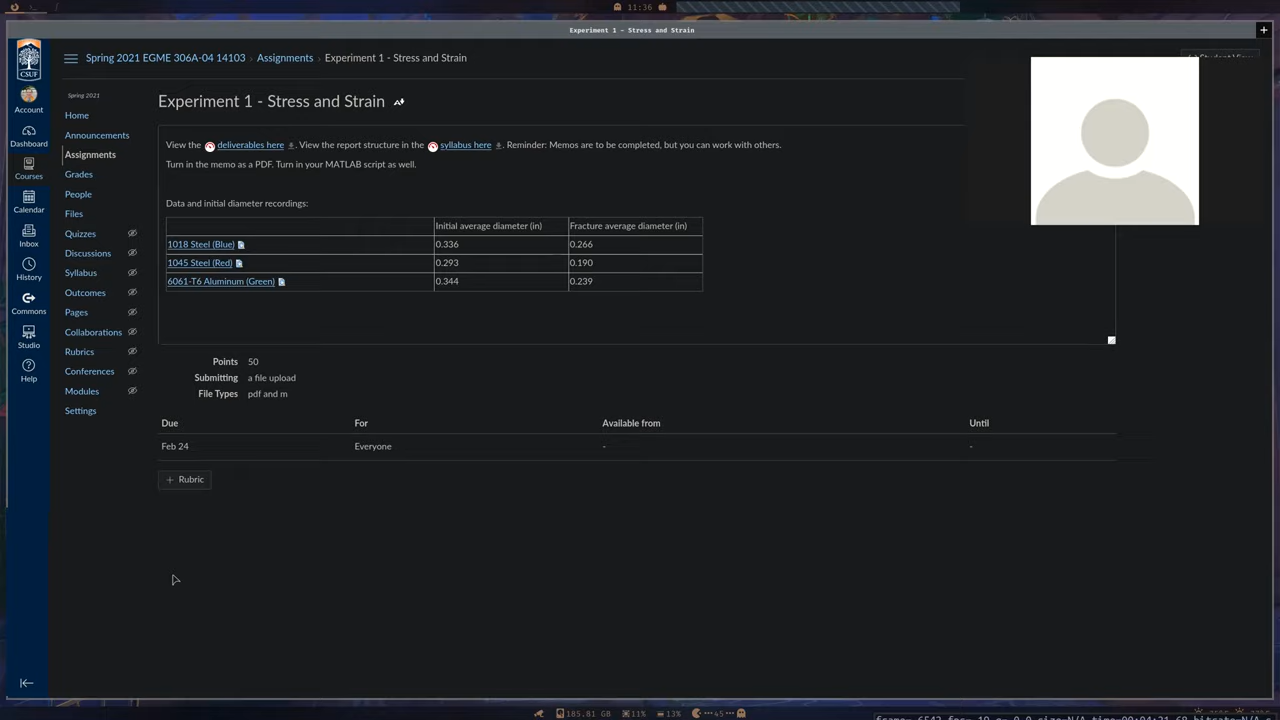 11:36
Experiment 1 – Stress and Strain
CSUF
Account
Dashboard
Courses
Calendar
Inbox
History
Commons
Studio
Help
Spring 2021 EGME 306A-04 14103 › Assignments › Experiment 1 - Stress and Strain
Spring 2021
Home
Announcements
Assignments
Grades
People
Files
Quizzes
Discussions
Syllabus
Outcomes
Pages
Collaborations
Rubrics
Conferences
Modules
Settings
Experiment 1 - Stress and Strain
View the deliverables here. View the report structure in the syllabus here. Reminder: Memos are to be completed, but you can work with others.
Turn in the memo as a PDF. Turn in your MATLAB script as well.
Data and initial diameter recordings:
Initial average diameter (in) Fracture average diameter (in)
1018 Steel (Blue) 0.336 0.266
1045 Steel (Red) 0.293 0.190
6061-T6 Aluminum (Green) 0.344 0.239
Points 50
Submitting a file upload
File Types pdf and m
Due For Available from Until
Feb 24 Everyone - -
+ Rubric
185.81 GB 11% 13% 45